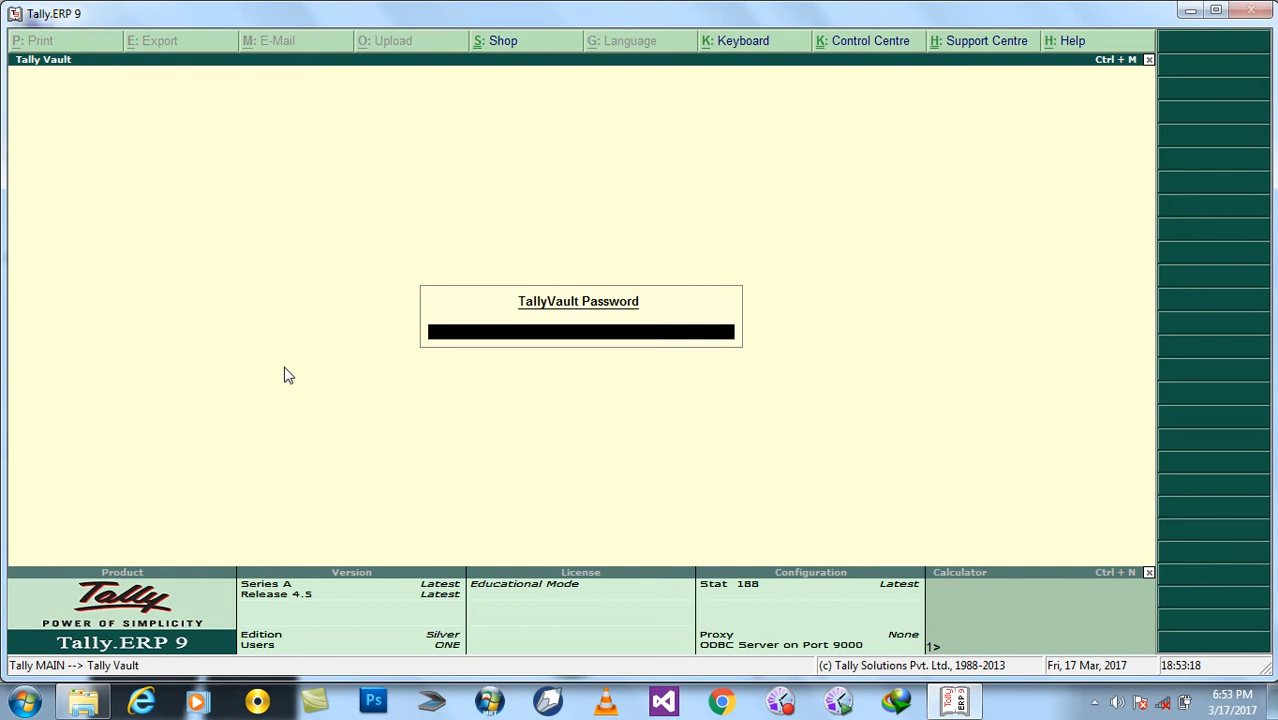 Tally.ERP 9
P: Print
E: Export
M: E-Mail
O: Upload
S: Shop
G: Language
K: Keyboard
K: Control Centre
H: Support Centre
H: Help
Tally Vault
Ctrl + M
TallyVault Password
Product
Tally
POWER OF SIMPLICITY
Tally.ERP 9
Version
Series A Latest
Release 4.5 Latest
Edition Silver
Users ONE
License
Educational Mode
Configuration
Stat 188 Latest
Proxy None
ODBC Server on Port 9000
Calculator
Ctrl + N
1>
Tally MAIN --> Tally Vault
(c) Tally Solutions Pvt. Ltd., 1988-2013
Fri, 17 Mar, 2017
18:53:18
Ps
6:53 PM
3/17/2017